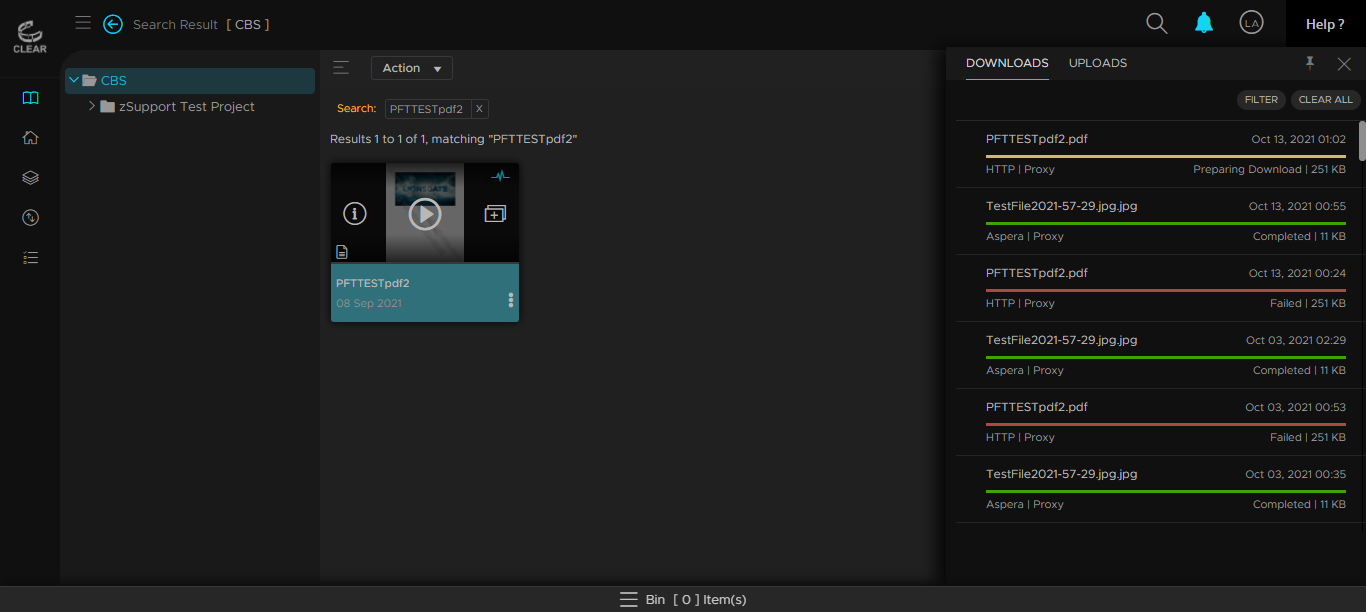 CLEAR
Search Result [ CBS ]
LA
Help ?
CBS
zSupport Test Project
Action
Search: PFTTESTpdf2 X
Results 1 to 1 of 1, matching "PFTTESTpdf2"
LIONSGATE
PFTTESTpdf2
08 Sep 2021
DOWNLOADS UPLOADS
FILTER CLEAR ALL
PFTTESTpdf2.pdf Oct 13, 2021 01:02
HTTP | Proxy Preparing Download | 251 KB
TestFile2021-57-29.jpg.jpg Oct 13, 2021 00:55
Aspera | Proxy Completed | 11 KB
PFTTESTpdf2.pdf Oct 13, 2021 00:24
HTTP | Proxy Failed | 251 KB
TestFile2021-57-29.jpg.jpg Oct 03, 2021 02:29
Aspera | Proxy Completed | 11 KB
PFTTESTpdf2.pdf Oct 03, 2021 00:53
HTTP | Proxy Failed | 251 KB
TestFile2021-57-29.jpg.jpg Oct 03, 2021 00:35
Aspera | Proxy Completed | 11 KB
Bin [ 0 ] Item(s)